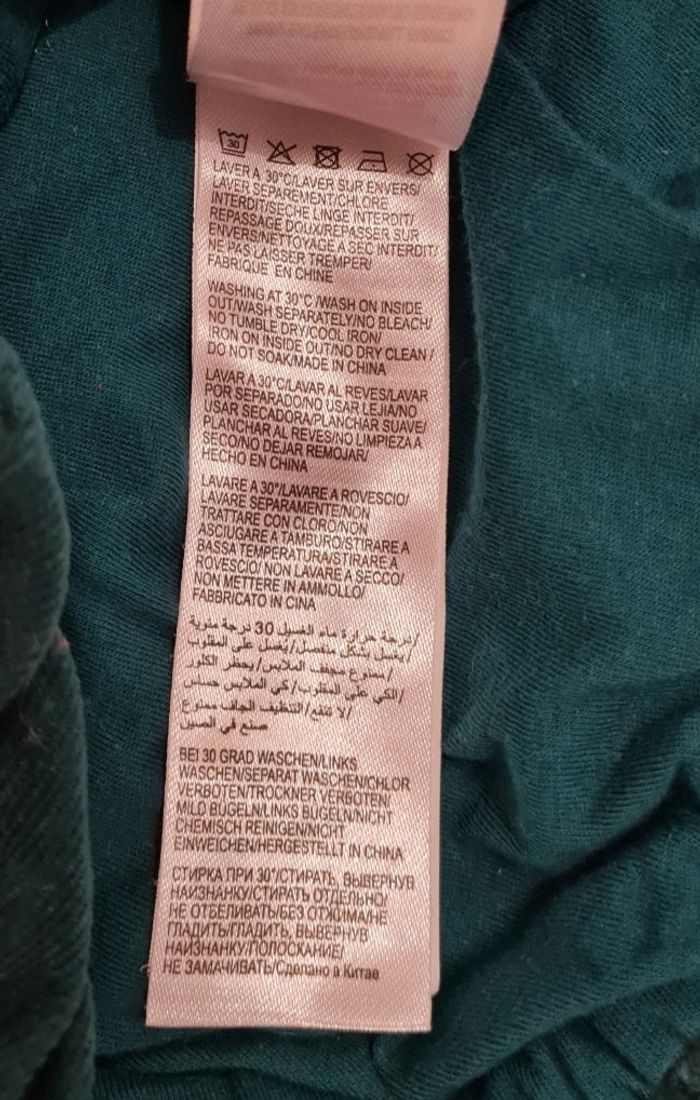 30
LAVER A 30°C/LAVER SUR ENVERS/
LAVER SEPAREMENT/CHLORE
INTERDIT/SECHE LINGE INTERDIT/
REPASSAGE DOUX/REPASSER SUR
ENVERS/NETTOYAGE A SEC INTERDIT/
NE PAS LAISSER TREMPER/
FABRIQUE EN CHINE
WASHING AT 30°C /WASH ON INSIDE
OUT/WASH SEPARATELY/NO BLEACH/
NO TUMBLE DRY/COOL IRON/
IRON ON INSIDE OUT/NO DRY CLEAN /
DO NOT SOAK/MADE IN CHINA
LAVAR A 30°C/LAVAR AL REVES/LAVAR
POR SEPARADO/NO USAR LEJIA/NO
USAR SECADORA/PLANCHAR SUAVE/
PLANCHAR AL REVES/NO LIMPIEZA A
SECO/NO DEJAR REMOJAR/
HECHO EN CHINA
LAVARE A 30°/LAVARE A ROVESCIO/
LAVARE SEPARAMENTE/NON
TRATTARE CON CLORO/NON
ASCIUGARE A TAMBURO/STIRARE A
BASSA TEMPERATURA/STIRARE A
ROVESCIO/ NON LAVARE A SECCO/
NON METTERE IN AMMOLLO/
FABBRICATO IN CINA
درجة حرارة ماء الغسيل 30 درجة مئوية/
يغسل بشكل منفصل/يُغسل على المقلوب/
ممنوع مجفف الملابس/يحظر الكلور/
الكي على المقلوب/كي الملابس حساس/
لا تنقع/التنظيف الجاف ممنوع/
صنع في الصين
BEI 30 GRAD WASCHEN/LINKS
WASCHEN/SEPARAT WASCHEN/CHLOR
VERBOTEN/TROCKNER VERBOTEN/
MILD BUGELN/LINKS BUGELN/NICHT
CHEMISCH REINIGEN/NICHT
EINWEICHEN/HERGESTELLT IN CHINA
СТИРКА ПРИ 30°/СТИРАТЬ, ВЫВЕРНУВ
НАИЗНАНКУ/СТИРАТЬ ОТДЕЛЬНО/
НЕ ОТБЕЛИВАТЬ/БЕЗ ОТЖИМА/НЕ
ГЛАДИТЬ/ГЛАДИТЬ, ВЫВЕРНУВ
НАИЗНАНКУ/ПОЛОСКАНИЕ/
НЕ ЗАМАЧИВАТЬ/Сделано в Китае